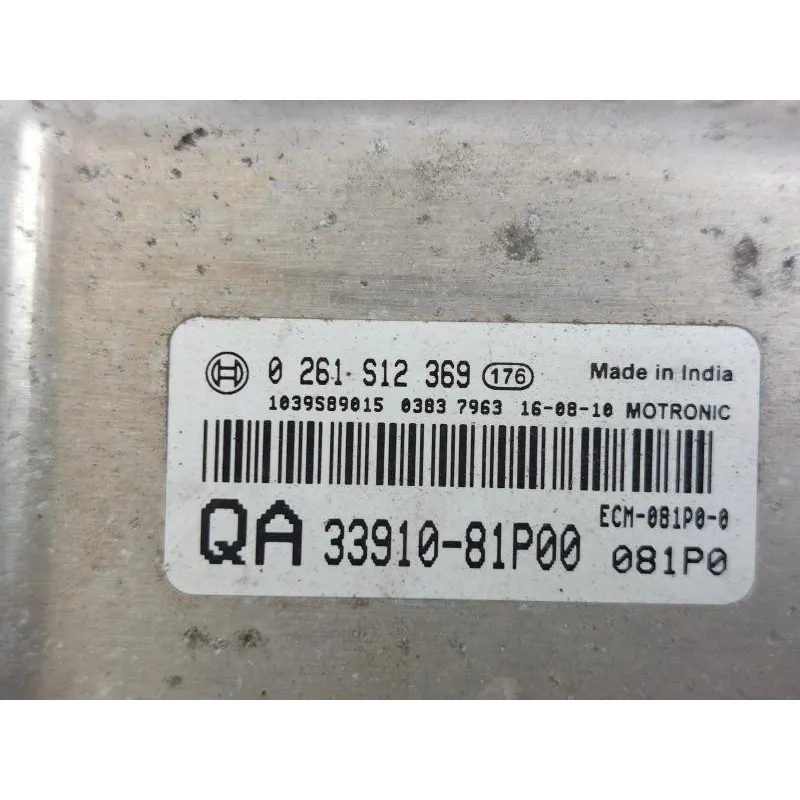 0 261 S12 369 176 Made in India
1039S89015 0383 7963 16-08-10 MOTRONIC
ECM-081P0-0
QA 33910-81P00 081P0